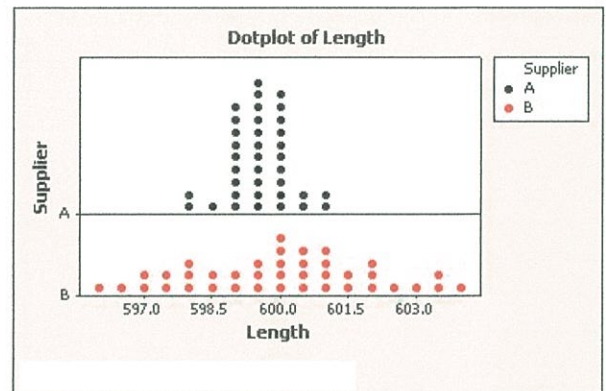 Dotplot of Length
Supplier
A
B
Supplier
A
B
597.0 598.5 600.0 601.5 603.0
Length